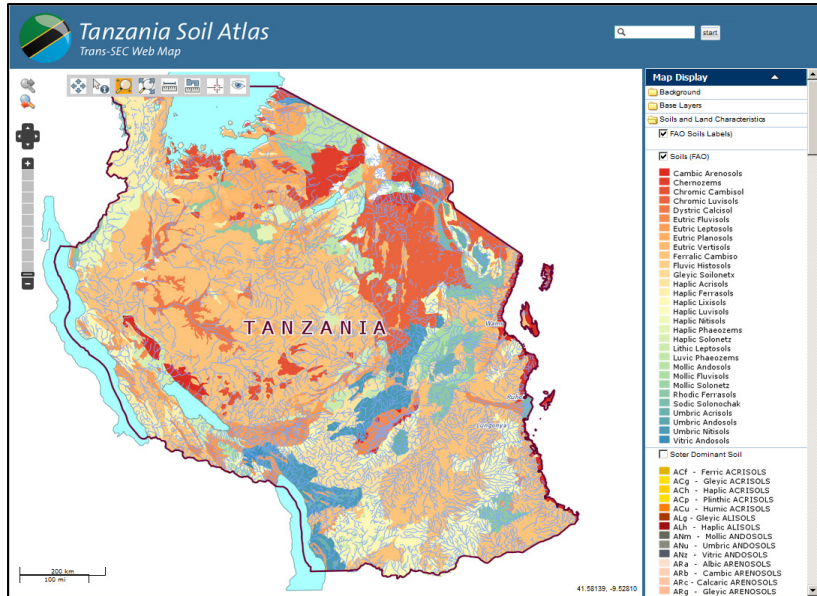 Tanzania Soil Atlas
Trans-SEC Web Map
start
Map Display
Background
Base Layers
Soils and Land Characteristics
FAO Soils Labels)
Soils (FAO)
Cambic Arenosols
Chernozems
Chromic Cambisol
Chromic Luvisols
Dystric Calcisol
Eutric Fluvisols
Eutric Leptosols
Eutric Planosols
Eutric Vertisols
Ferralic Cambiso
Fluvic Histosols
Gleyic Soilonetx
Haplic Acrisols
Haplic Ferrasols
Haplic Lixisols
Haplic Luvisols
Haplic Nitisols
Haplic Phaeozems
Haplic Solonetz
Lithic Leptosols
Luvic Phaeozems
Mollic Andosols
Mollic Fluvisols
Mollic Solonetz
Rhodic Ferrasols
Sodic Solonochak
Umbric Acrisols
Umbric Andosols
Umbric Nitisols
Vitric Andosols
Soter Dominant Soil
ACf - Ferric ACRISOLS
ACg - Gleyic ACRISOLS
ACh - Haplic ACRISOLS
ACp - Plinthic ACRISOLS
ACu - Humic ACRISOLS
ALg - Gleyic ALISOLS
ALh - Haplic ALISOLS
ANm - Mollic ANDOSOLS
ANu - Umbric ANDOSOLS
ANz - Vitric ANDOSOLS
ARa - Albic ARENOSOLS
ARb - Cambic ARENOSOLS
ARc - Calcaric ARENOSOLS
ARg - Gleyic ARENOSOLS
TANZANIA
Wami
Lungonya
200 km
100 mi
41.58139, -9.52810